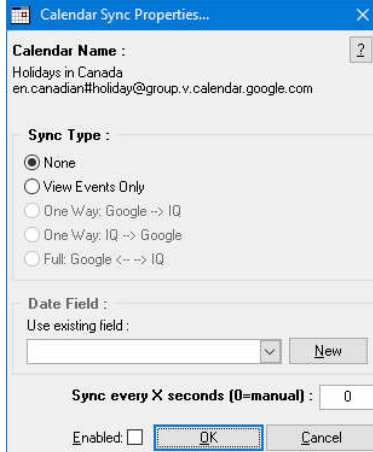 Calendar Sync Properties...
Calendar Name :
?
Holidays in Canada
en.canadian#holiday@group.v.calendar.google.com
Sync Type :
None
View Events Only
One Way: Google --> IQ
One Way: IQ --> Google
Full: Google <-- --> IQ
Date Field :
Use existing field :
New
Sync every X seconds (0=manual) : 0
Enabled: OK Cancel